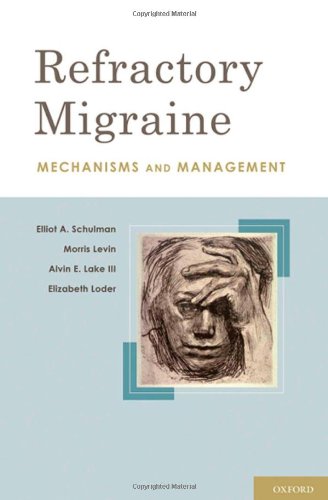 Refractory
Migraine
MECHANISMS AND MANAGEMENT
Elliot A. Schulman
Morris Levin
Alvin E. Lake III
Elizabeth Loder
OXFORD